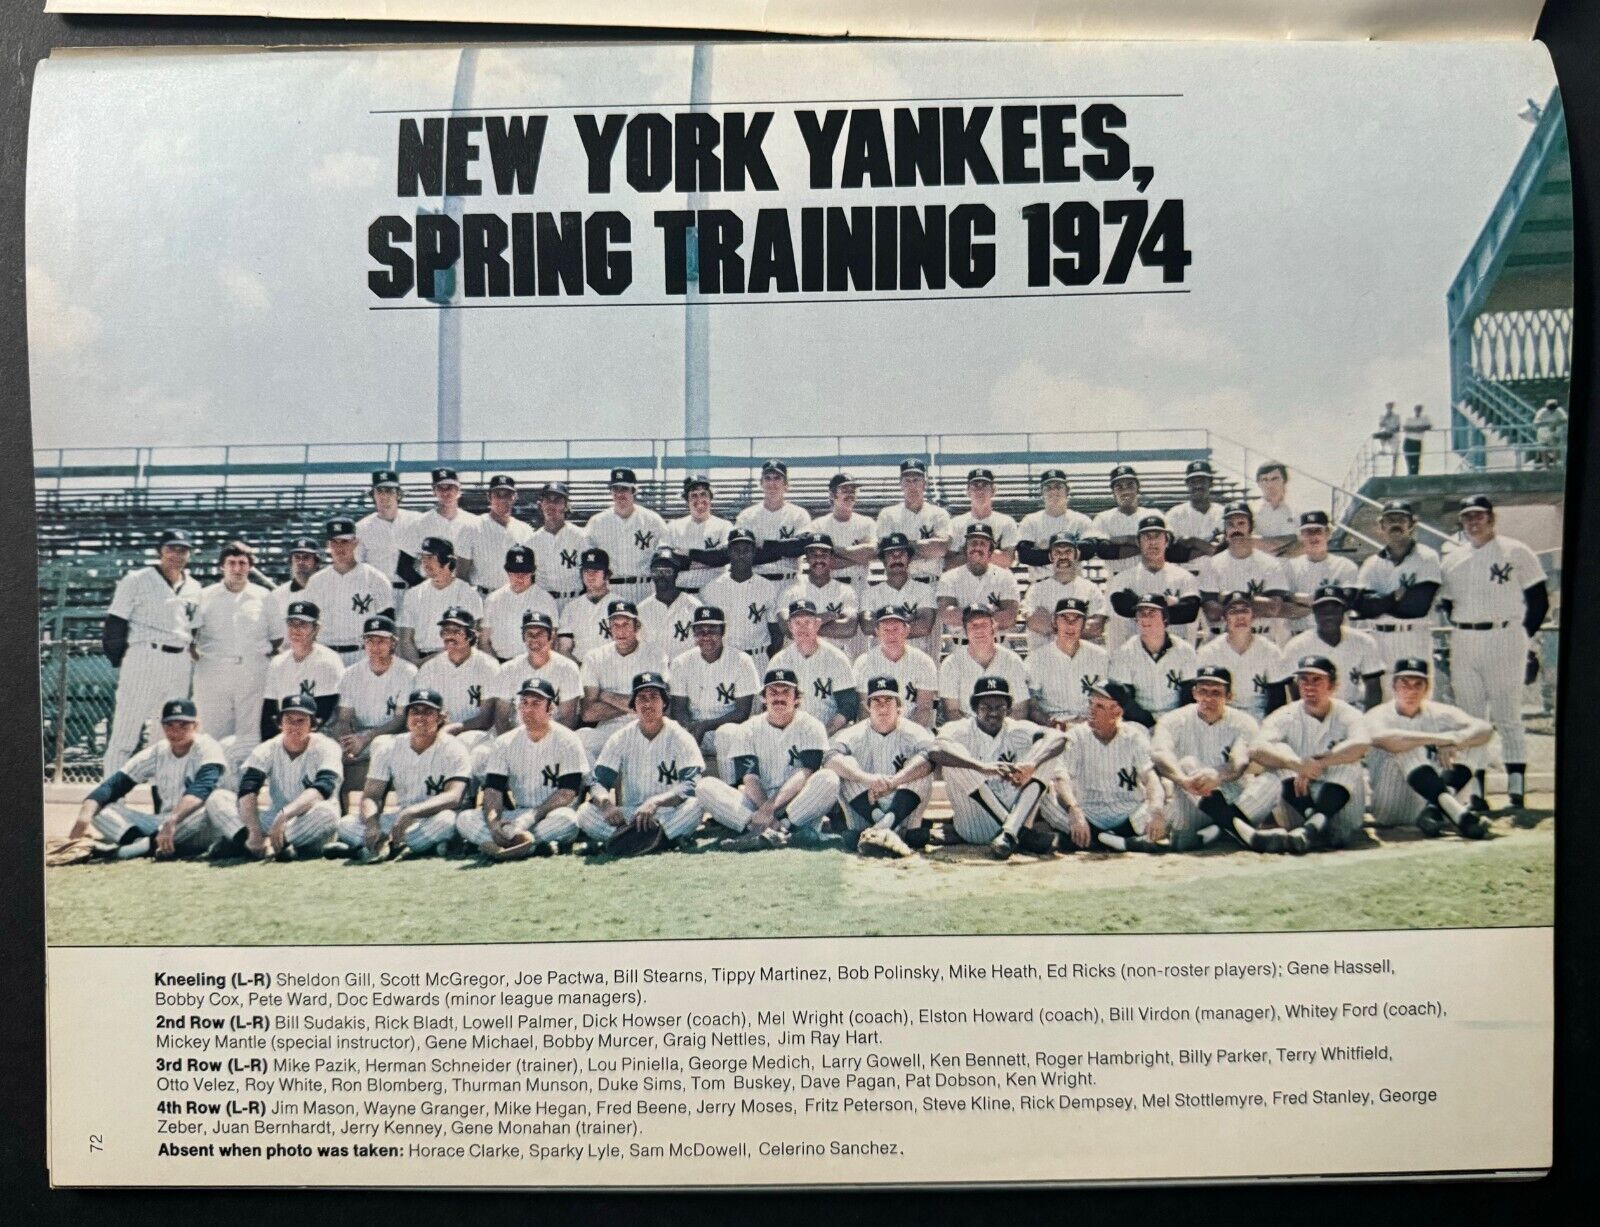 NEW YORK YANKEES,
SPRING TRAINING 1974
Kneeling (L-R) Sheldon Gill, Scott McGregor, Joe Pactwa, Bill Stearns, Tippy Martinez, Bob Polinsky, Mike Heath, Ed Ricks (non-roster players); Gene Hassell,
Bobby Cox, Pete Ward, Doc Edwards (minor league managers).
2nd Row (L-R) Bill Sudakis, Rick Bladt, Lowell Palmer, Dick Howser (coach), Mel Wright (coach), Elston Howard (coach), Bill Virdon (manager), Whitey Ford (coach),
Mickey Mantle (special instructor), Gene Michael, Bobby Murcer, Graig Nettles, Jim Ray Hart.
3rd Row (L-R) Mike Pazik, Herman Schneider (trainer), Lou Piniella, George Medich, Larry Gowell, Ken Bennett, Roger Hambright, Billy Parker, Terry Whitfield,
Otto Velez, Roy White, Ron Blomberg, Thurman Munson, Duke Sims, Tom Buskey, Dave Pagan, Pat Dobson, Ken Wright.
4th Row (L-R) Jim Mason, Wayne Granger, Mike Hegan, Fred Beene, Jerry Moses, Fritz Peterson, Steve Kline, Rick Dempsey, Mel Stottlemyre, Fred Stanley, George
Zeber, Juan Bernhardt, Jerry Kenney, Gene Monahan (trainer).
Absent when photo was taken: Horace Clarke, Sparky Lyle, Sam McDowell, Celerino Sanchez.
72